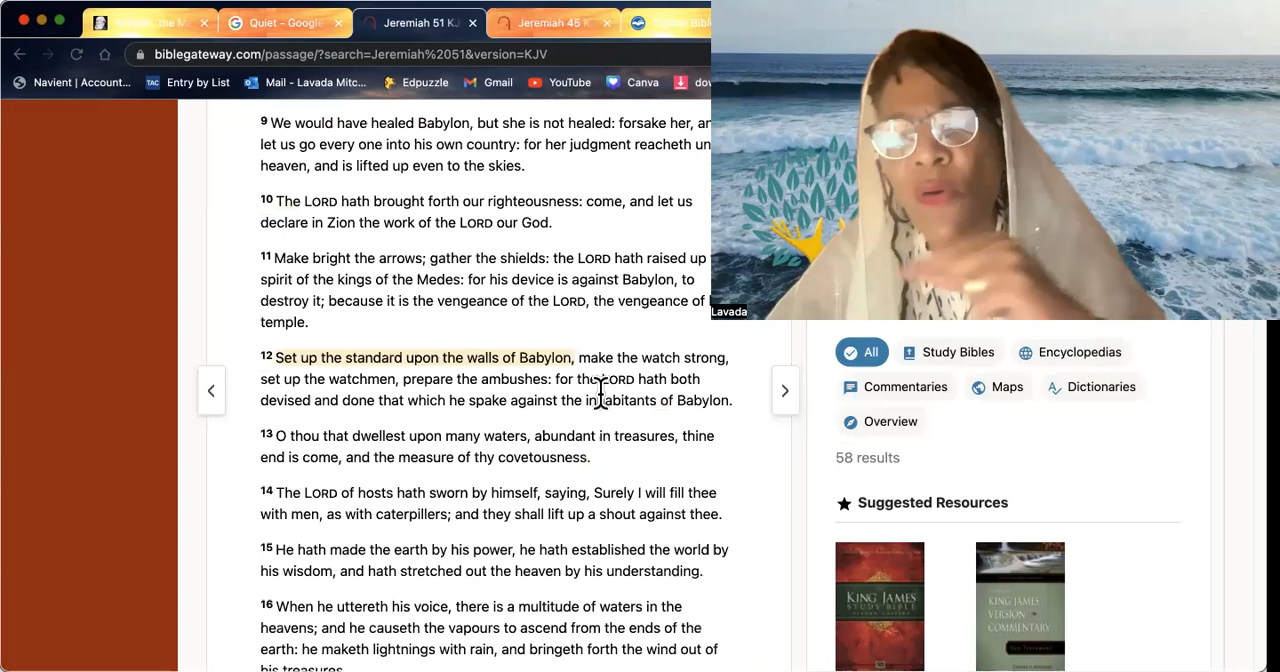 Quiet - Google
Jeremiah 51 KJ
Jeremiah 45 K
biblegateway.com/passage/?search=Jeremiah%2051&version=KJV
Navient | Account...
TAC
Entry by List
Mail - Lavada Mitc...
Edpuzzle
Gmail
YouTube
Canva
9 We would have healed Babylon, but she is not healed: forsake her, an
let us go every one into his own country: for her judgment reacheth un
heaven, and is lifted up even to the skies.
10 The LORD hath brought forth our righteousness: come, and let us
declare in Zion the work of the LORD our God.
11 Make bright the arrows; gather the shields: the LORD hath raised up
spirit of the kings of the Medes: for his device is against Babylon, to
destroy it; because it is the vengeance of the LORD, the vengeance of
temple.
12 Set up the standard upon the walls of Babylon, make the watch strong,
set up the watchmen, prepare the ambushes: for the LORD hath both
devised and done that which he spake against the inhabitants of Babylon.
13 O thou that dwellest upon many waters, abundant in treasures, thine
end is come, and the measure of thy covetousness.
14 The LORD of hosts hath sworn by himself, saying, Surely I will fill thee
with men, as with caterpillers; and they shall lift up a shout against thee.
15 He hath made the earth by his power, he hath established the world by
his wisdom, and hath stretched out the heaven by his understanding.
16 When he uttereth his voice, there is a multitude of waters in the
heavens; and he causeth the vapours to ascend from the ends of the
earth: he maketh lightnings with rain, and bringeth forth the wind out of
his treasures.
Lavada
All
Study Bibles
Encyclopedias
Commentaries
Maps
Dictionaries
Overview
58 results
Suggested Resources
KING JAMES
STUDY BIBLE
KING JAMES
VERSION
COMMENTARY